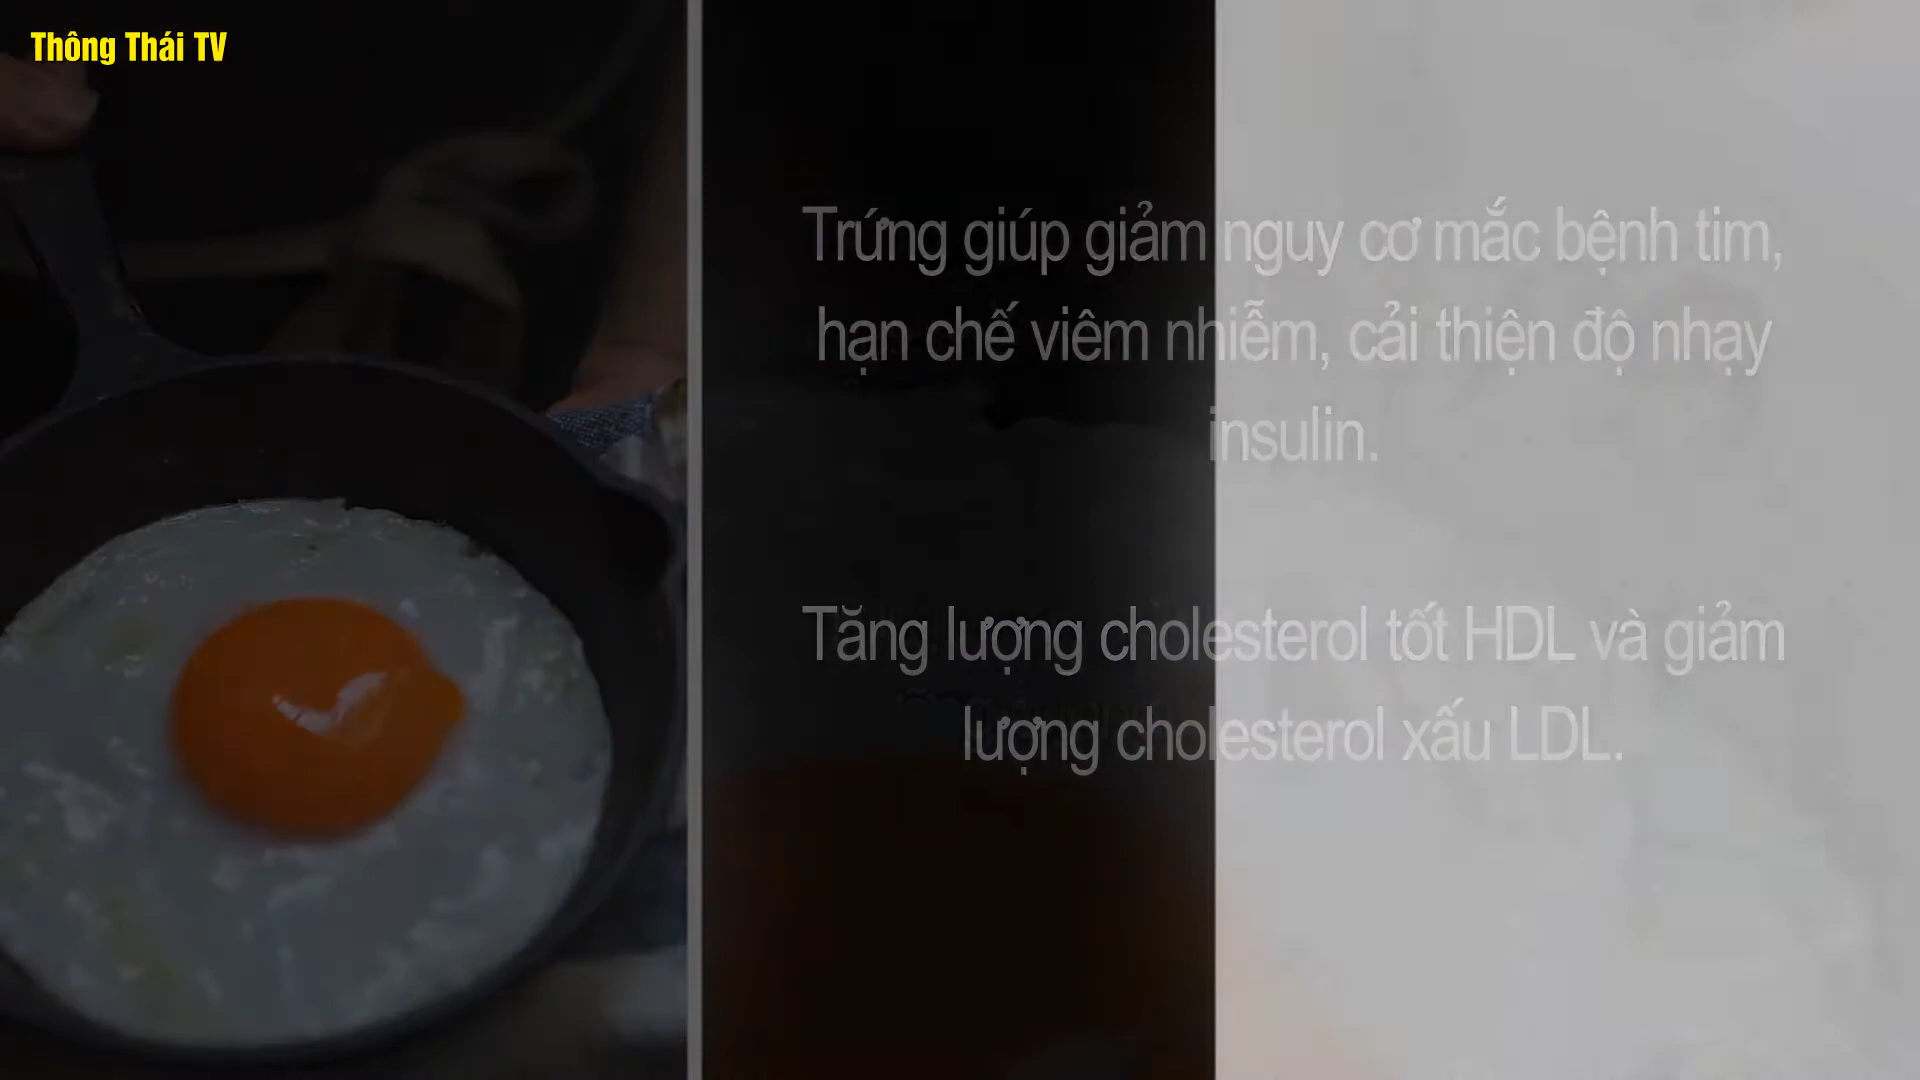 Thông Thái TV
Trứng giúp giảm nguy cơ mắc bệnh tim,
hạn chế viêm nhiễm, cải thiện độ nhạy
insulin.
Tăng lượng cholesterol tốt HDL và giảm
lượng cholesterol xấu LDL.